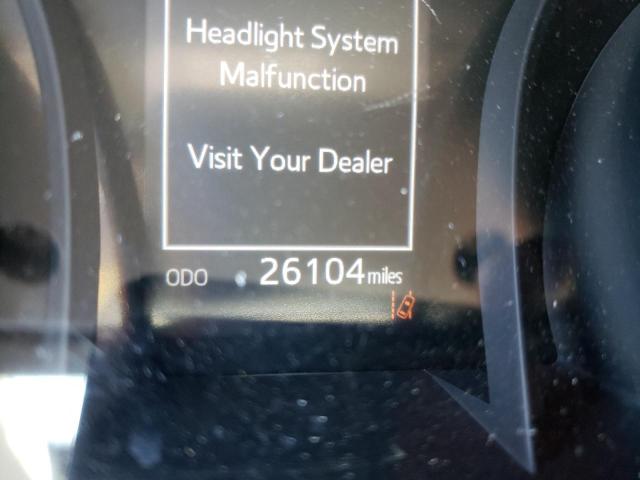 Headlight System
Malfunction
Visit Your Dealer
ODO 26104 miles